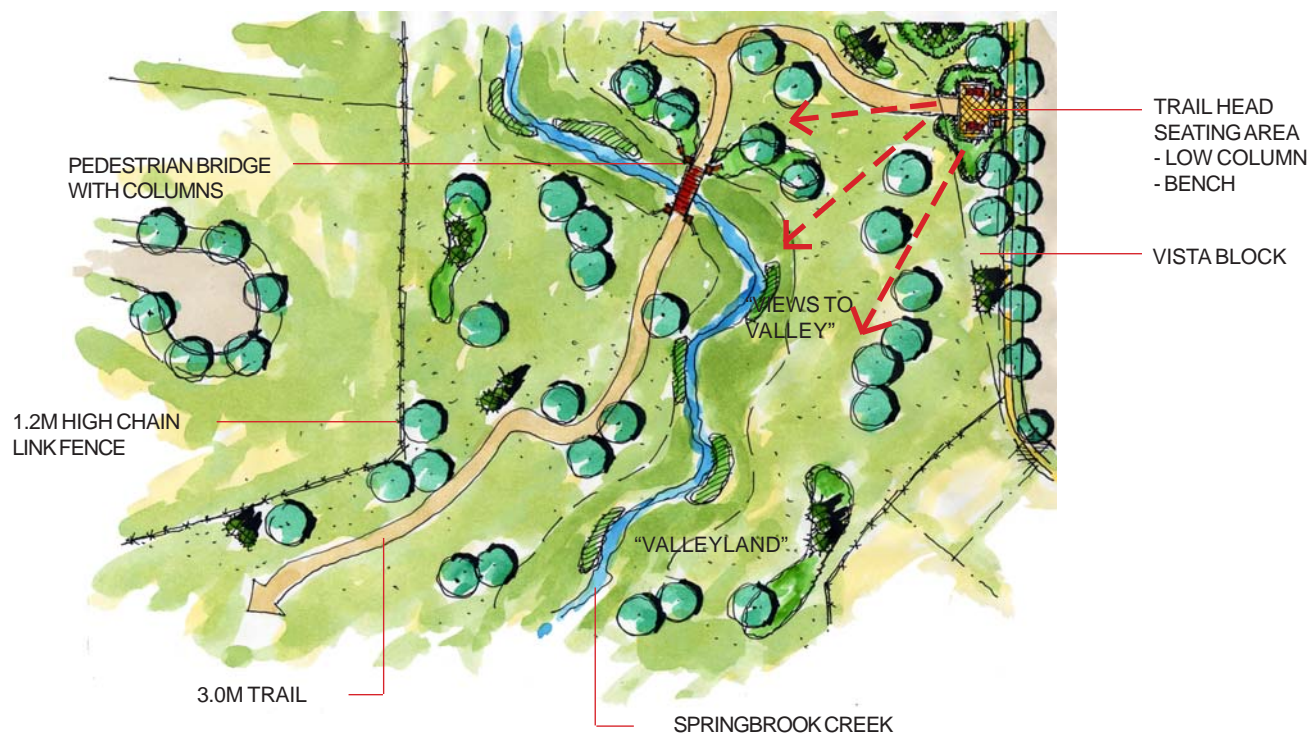 TRAIL HEAD
SEATING AREA
- LOW COLUMN
- BENCH
PEDESTRIAN BRIDGE
WITH COLUMNS
VISTA BLOCK
"VIEWS TO
VALLEY"
1.2M HIGH CHAIN
LINK FENCE
"VALLEYLAND"
3.0M TRAIL
SPRINGBROOK CREEK